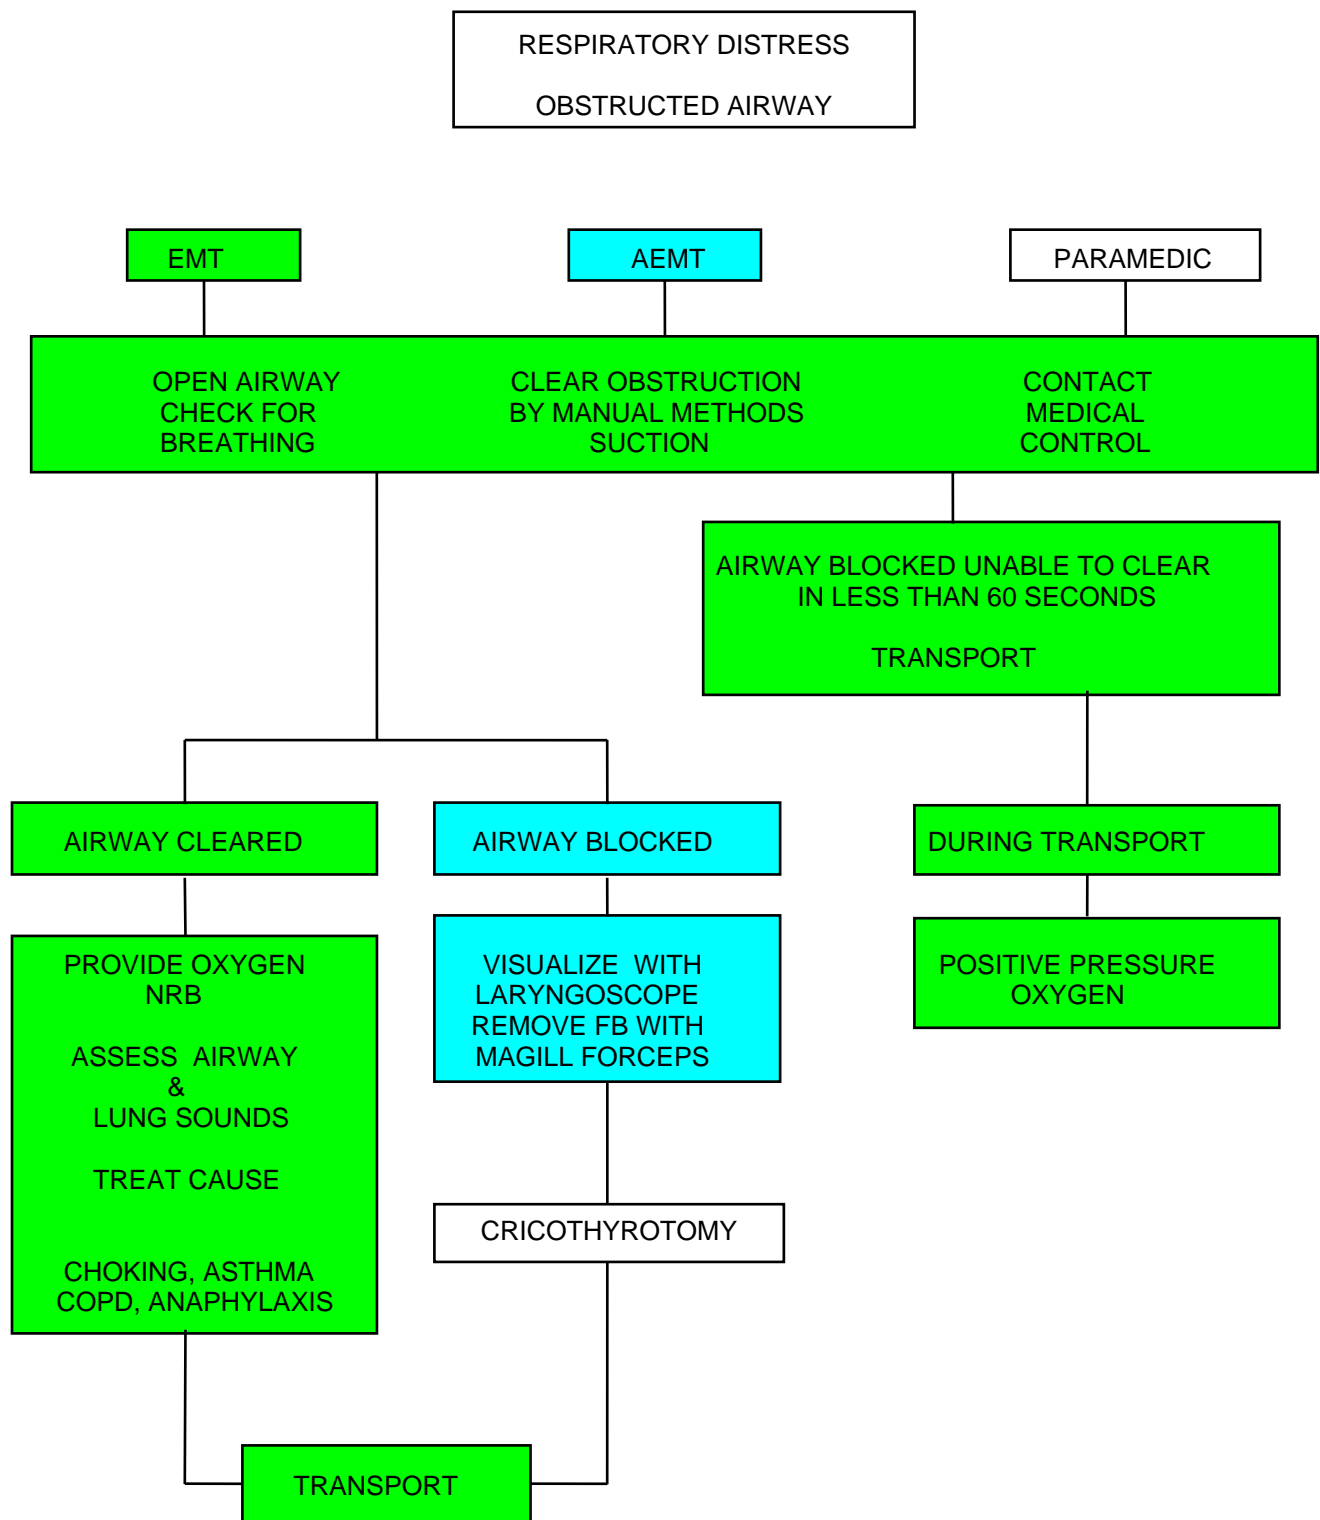 RESPIRATORY DISTRESS
OBSTRUCTED AIRWAY
EMT
AEMT
PARAMEDIC
OPEN AIRWAY
CHECK FOR
BREATHING
CLEAR OBSTRUCTION
BY MANUAL METHODS
SUCTION
CONTACT
MEDICAL
CONTROL
AIRWAY BLOCKED UNABLE TO CLEAR
IN LESS THAN 60 SECONDS
TRANSPORT
AIRWAY CLEARED
AIRWAY BLOCKED
DURING TRANSPORT
PROVIDE OXYGEN
NRB
ASSESS AIRWAY
&
LUNG SOUNDS
TREAT CAUSE
CHOKING, ASTHMA
COPD, ANAPHYLAXIS
VISUALIZE WITH
LARYNGOSCOPE
REMOVE FB WITH
MAGILL FORCEPS
POSITIVE PRESSURE
OXYGEN
CRICOTHYROTOMY
TRANSPORT